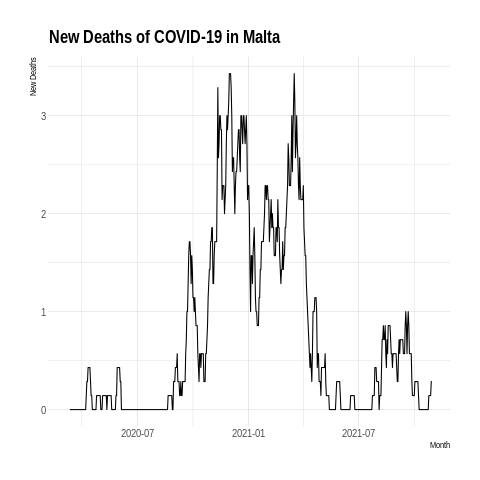 New Deaths of COVID-19 in Malta
New Deaths
3
2
1
0
2020-07
2021-01
2021-07
Month